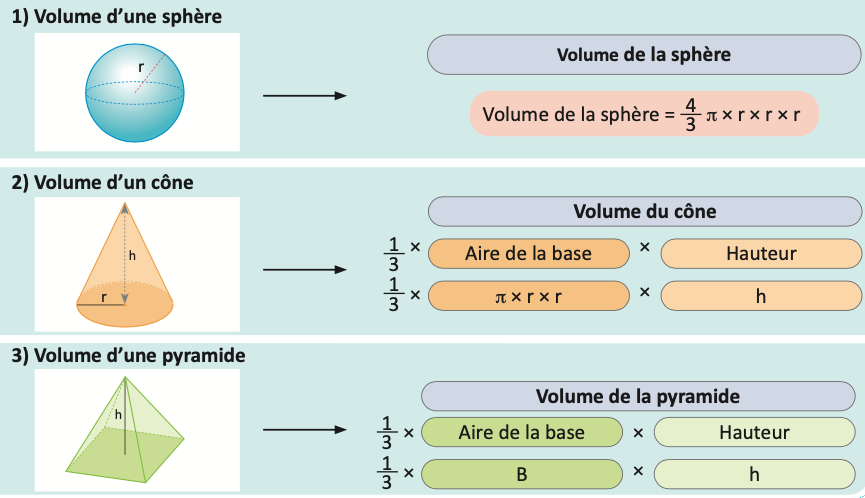 1) Volume d'une sphère
r
Volume de la sphère
Volume de la sphère = 4/3 π × r × r × r
2) Volume d'un cône
h
r
Volume du cône
1/3 × Aire de la base × Hauteur
1/3 × π × r × r × h
3) Volume d'une pyramide
h
Volume de la pyramide
1/3 × Aire de la base × Hauteur
1/3 × B × h